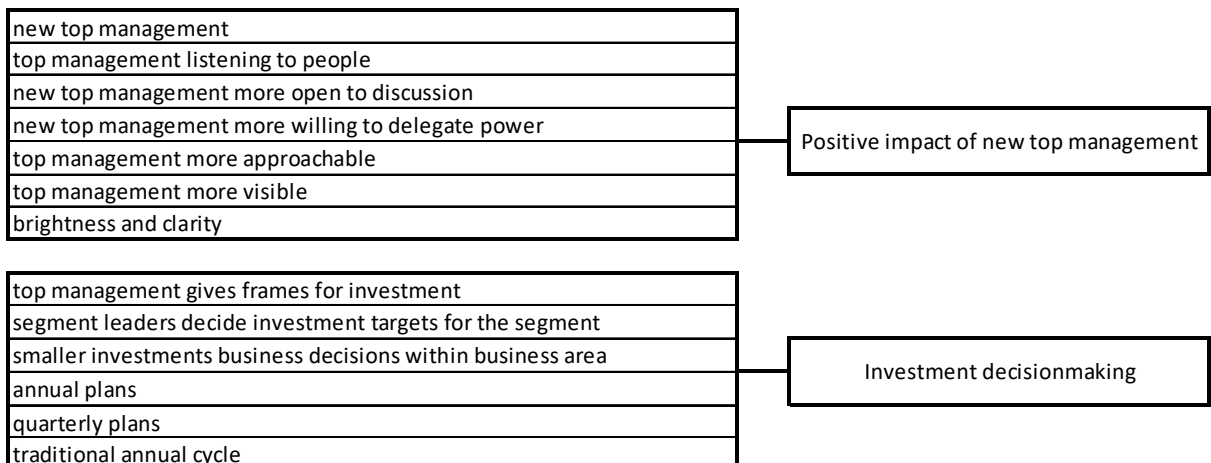 new top management
top management listening to people
new top management more open to discussion
new top management more willing to delegate power
top management more approachable
top management more visible
brightness and clarity
Positive impact of new top management
top management gives frames for investment
segment leaders decide investment targets for the segment
smaller investments business decisions within business area
annual plans
quarterly plans
traditional annual cycle
Investment decisionmaking